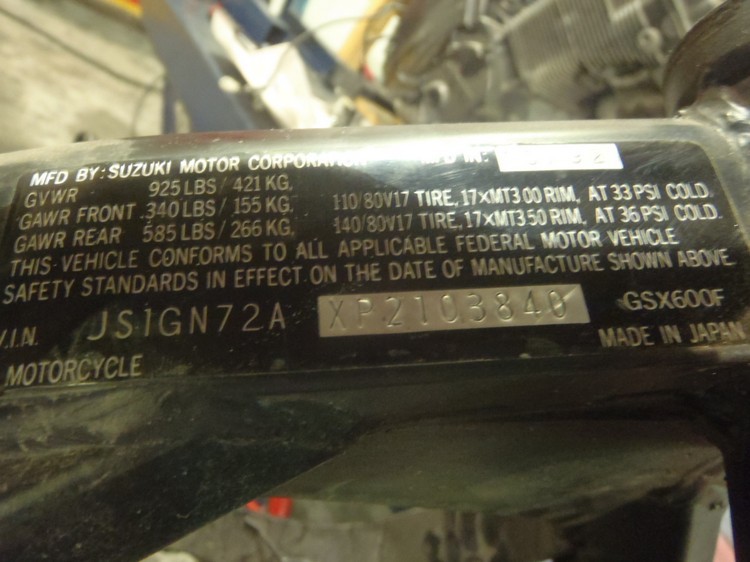 MFD BY: SUZUKI MOTOR CORPORATION MFD IN:
GVWR 925 LBS / 421 KG.
GAWR FRONT 340 LBS / 155 KG. 110/80V17 TIRE, 17×MT3.00 RIM, AT 33 PSI COLD.
GAWR REAR 585 LBS / 266 KG. 140/80V17 TIRE, 17×MT3.50 RIM, AT 36 PSI COLD.
THIS VEHICLE CONFORMS TO ALL APPLICABLE FEDERAL MOTOR VEHICLE
SAFETY STANDARDS IN EFFECT ON THE DATE OF MANUFACTURE SHOWN ABOVE.
V.I.N. JS1GN72A XP2103840 GSX600F
MOTORCYCLE MADE IN JAPAN